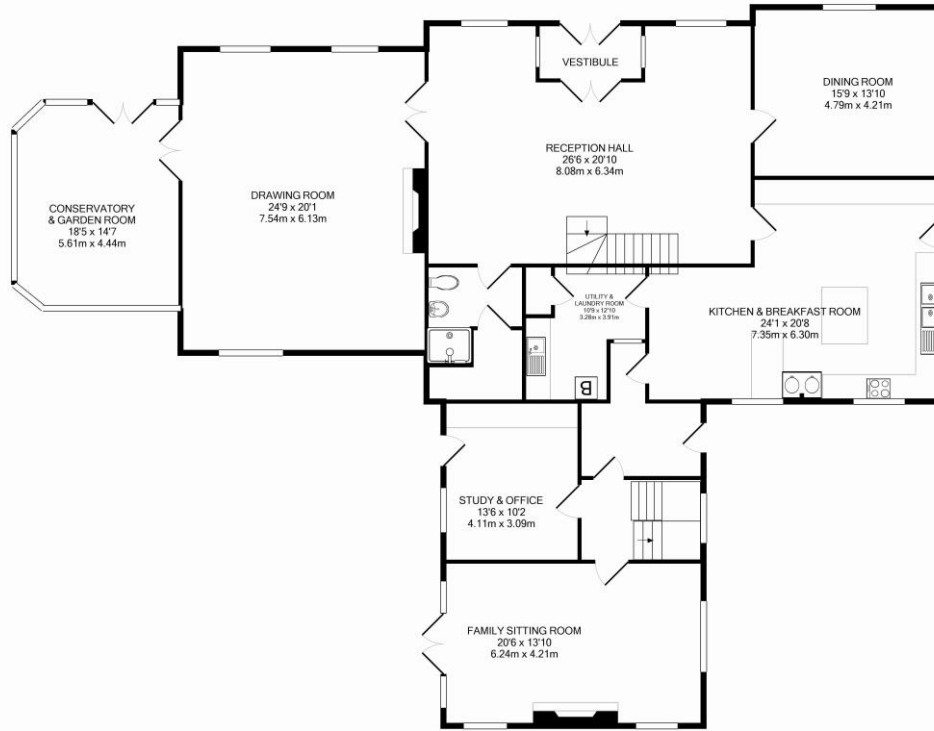 VESTIBULE
DINING ROOM
15'9 x 13'10
4.79m x 4.21m
RECEPTION HALL
26'6 x 20'10
8.08m x 6.34m
DRAWING ROOM
24'9 x 20'1
7.54m x 6.13m
CONSERVATORY
& GARDEN ROOM
18'5 x 14'7
5.61m x 4.44m
UTILITY &
LAUNDRY ROOM
10'9 x 12'10
3.28m x 3.91m
KITCHEN & BREAKFAST ROOM
24'1 x 20'8
7.35m x 6.30m
B
STUDY & OFFICE
13'6 x 10'2
4.11m x 3.09m
FAMILY SITTING ROOM
20'6 x 13'10
6.24m x 4.21m